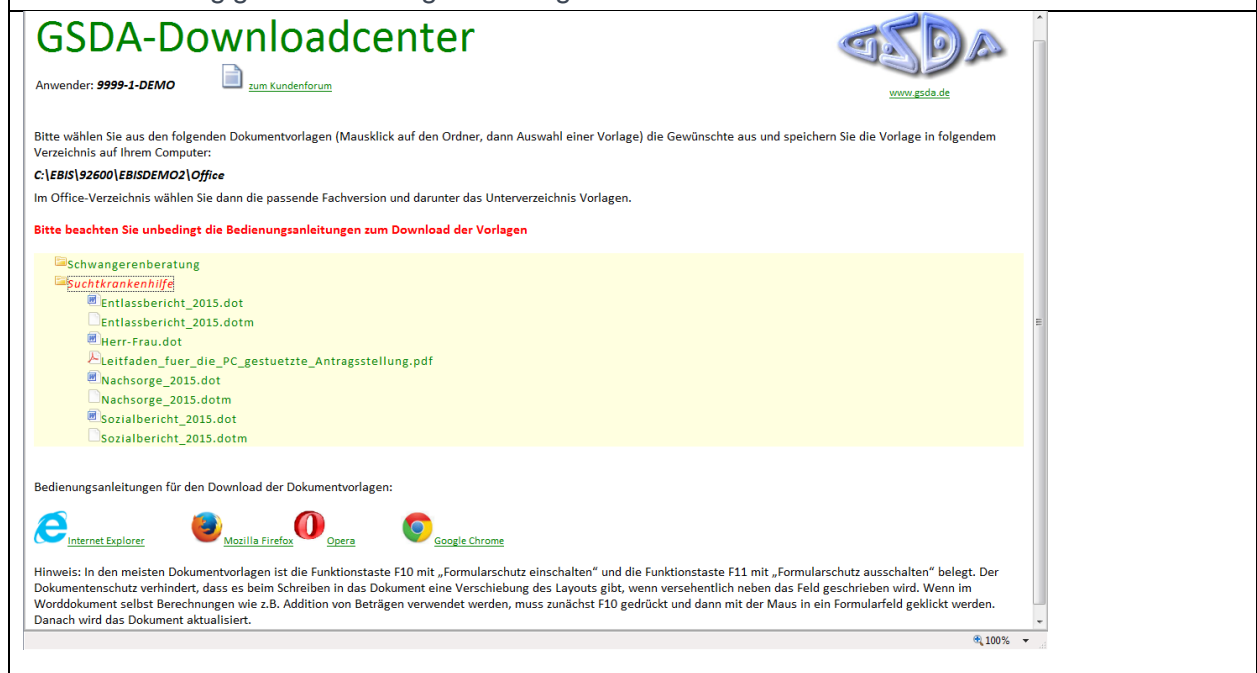 GSDA-Downloadcenter
GSDA
Anwender: 9999-1-DEMO
zum Kundenforum
www.gsda.de
Bitte wählen Sie aus den folgenden Dokumentvorlagen (Mausklick auf den Ordner, dann Auswahl einer Vorlage) die Gewünschte aus und speichern Sie die Vorlage in folgendem
Verzeichnis auf Ihrem Computer:
C:\EBIS\92600\EBISDEMO2\Office
Im Office-Verzeichnis wählen Sie dann die passende Fachversion und darunter das Unterverzeichnis Vorlagen.
Bitte beachten Sie unbedingt die Bedienungsanleitungen zum Download der Vorlagen
Schwangerenberatung
Suchtkrankenhilfe
Entlassbericht_2015.dot
Entlassbericht_2015.dotm
Herr-Frau.dot
Leitfaden_fuer_die_PC_gestuetzte_Antragsstellung.pdf
Nachsorge_2015.dot
Nachsorge_2015.dotm
Sozialbericht_2015.dot
Sozialbericht_2015.dotm
Bedienungsanleitungen für den Download der Dokumentvorlagen:
Internet Explorer
Mozilla Firefox
Opera
Google Chrome
Hinweis: In den meisten Dokumentvorlagen ist die Funktionstaste F10 mit „Formularschutz einschalten" und die Funktionstaste F11 mit „Formularschutz ausschalten" belegt. Der
Dokumentenschutz verhindert, dass es beim Schreiben in das Dokument eine Verschiebung des Layouts gibt, wenn versehentlich neben das Feld geschrieben wird. Wenn im
Worddokument selbst Berechnungen wie z.B. Addition von Beträgen verwendet werden, muss zunächst F10 gedrückt und dann mit der Maus in ein Formularfeld geklickt werden.
Danach wird das Dokument aktualisiert.
100%